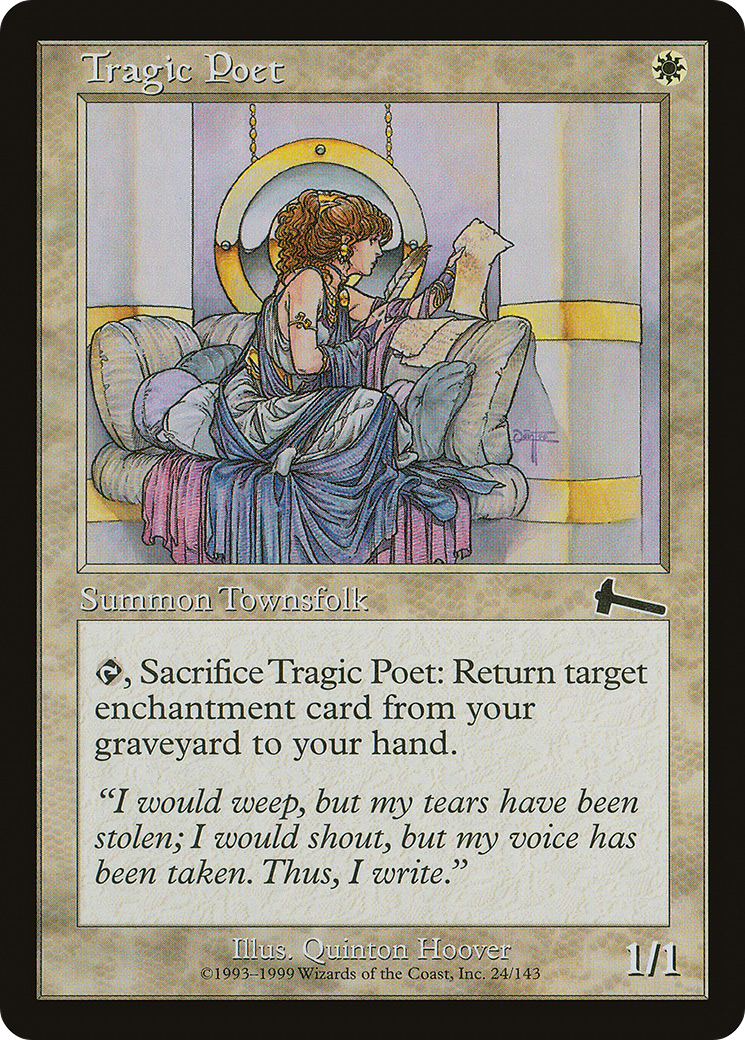 Tragic Poet
Summon Townsfolk
, Sacrifice Tragic Poet: Return target
enchantment card from your
graveyard to your hand.
“I would weep, but my tears have been
stolen; I would shout, but my voice has
been taken. Thus, I write.”
Illus. Quinton Hoover
©1993–1999 Wizards of the Coast, Inc. 24/143
1/1